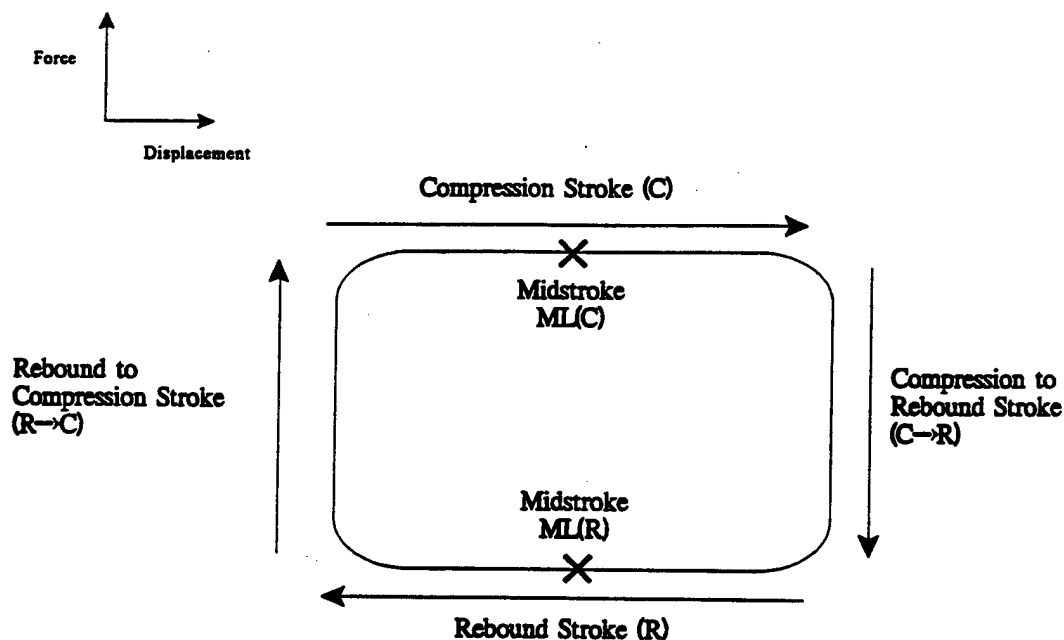 Force
Displacement
Compression Stroke (C)
Midstroke
ML(C)
Rebound to
Compression Stroke
(R→C)
Compression to
Rebound Stroke
(C→R)
Midstroke
ML(R)
Rebound Stroke (R)